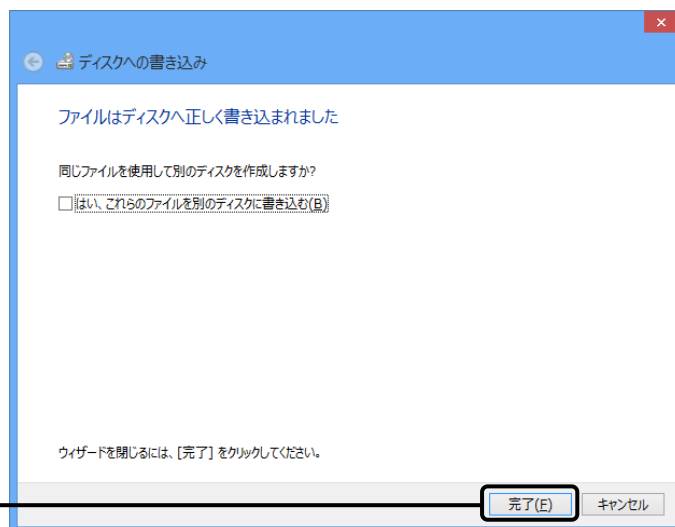 ディスクへの書き込み
ファイルはディスクへ正しく書き込まれました
同じファイルを使用して別のディスクを作成しますか?
はい、これらのファイルを別のディスクに書き込む(B)
ウィザードを閉じるには、[完了] をクリックしてください。
完了(F) キャンセル